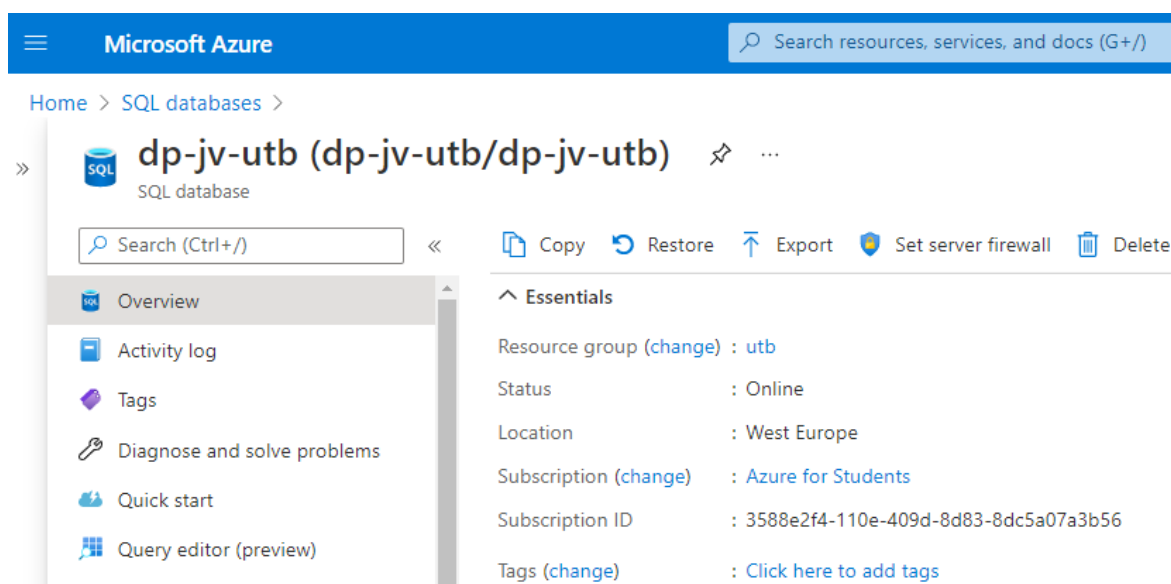 Microsoft Azure
Search resources, services, and docs (G+/)
Home > SQL databases >
dp-jv-utb (dp-jv-utb/dp-jv-utb) ...
SQL
SQL database
Search (Ctrl+/)
Copy Restore Export Set server firewall Delete
Overview
Activity log
Tags
Diagnose and solve problems
Quick start
Query editor (preview)
Essentials
Resource group (change) : utb
Status : Online
Location : West Europe
Subscription (change) : Azure for Students
Subscription ID : 3588e2f4-110e-409d-8d83-8dc5a07a3b56
Tags (change) : Click here to add tags